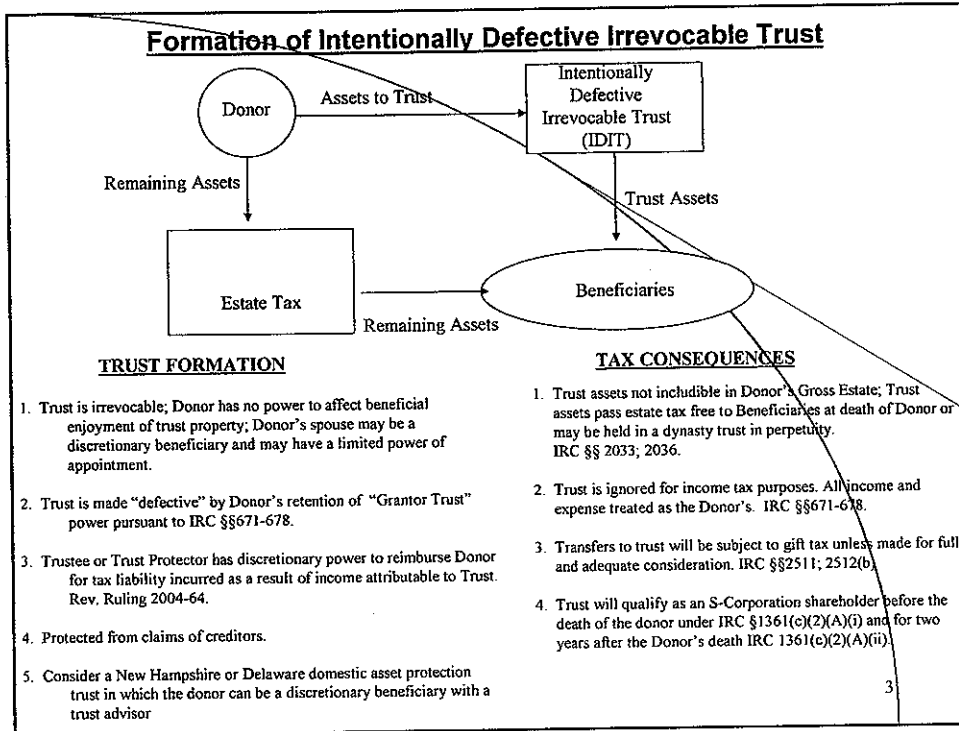 Formation of Intentionally Defective Irrevocable Trust
Donor
Assets to Trust
Intentionally
Defective
Irrevocable Trust
(IDIT)
Remaining Assets
Trust Assets
Estate Tax
Remaining Assets
Beneficiaries
TRUST FORMATION
1. Trust is irrevocable; Donor has no power to affect beneficial
enjoyment of trust property; Donor's spouse may be a
discretionary beneficiary and may have a limited power of
appointment.
2. Trust is made "defective" by Donor's retention of "Grantor Trust"
power pursuant to IRC §§671-678.
3. Trustee or Trust Protector has discretionary power to reimburse Donor
for tax liability incurred as a result of income attributable to Trust.
Rev. Ruling 2004-64.
4. Protected from claims of creditors.
5. Consider a New Hampshire or Delaware domestic asset protection
trust in which the donor can be a discretionary beneficiary with a
trust advisor
TAX CONSEQUENCES
1. Trust assets not includible in Donor's Gross Estate; Trust
assets pass estate tax free to Beneficiaries at death of Donor or
may be held in a dynasty trust in perpetuity.
IRC §§ 2033; 2036.
2. Trust is ignored for income tax purposes. All income and
expense treated as the Donor's. IRC §§671-678.
3. Transfers to trust will be subject to gift tax unless made for full
and adequate consideration. IRC §§2511; 2512(b)
4. Trust will qualify as an S-Corporation shareholder before the
death of the donor under IRC §1361(c)(2)(A)(i) and for two
years after the Donor's death IRC 1361(c)(2)(A)(ii).
3